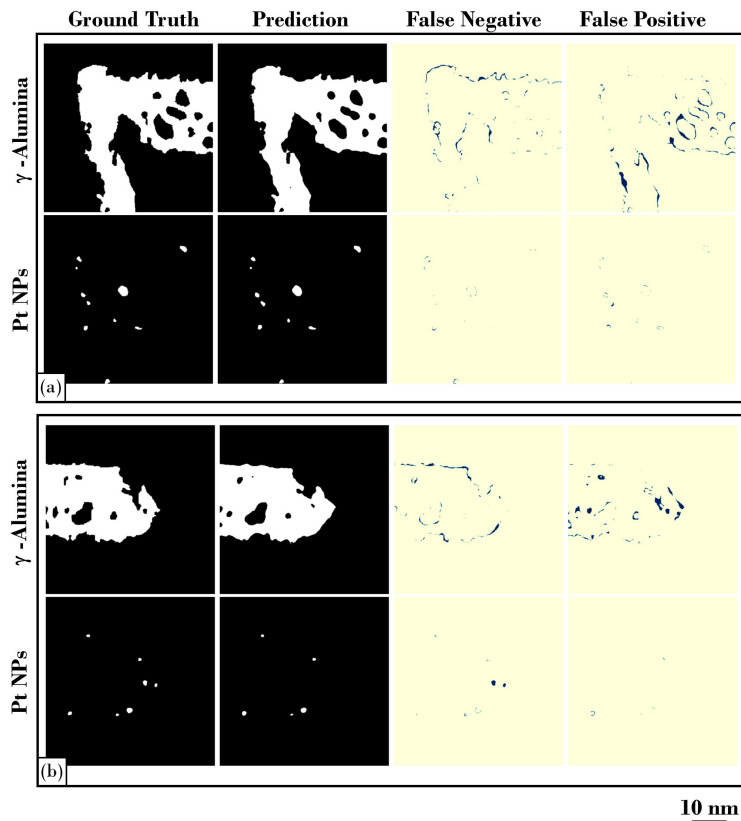 Ground Truth Prediction False Negative False Positive
γ-Alumina
Pt NPs
(a)
γ-Alumina
Pt NPs
(b)
10 nm